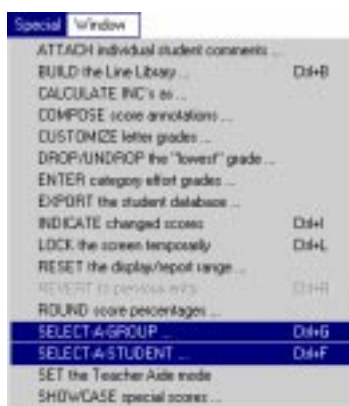 Special Window
ATTACH individual student comments ...
BUILD the Line Library ... Ctrl+B
CALCULATE INC's as ...
COMPOSE score annotations ...
CUSTOMIZE letter grades ...
DROP/UNDROP the "lowest" grade ...
ENTER category effort grades ...
EXPORT the student database ...
INDICATE changed scores Ctrl+I
LOCK the screen temporarily Ctrl+L
RESET the display/report range ...
REVERT to previous entry Ctrl+R
ROUND score percentages ...
SELECT-A-GROUP ... Ctrl+G
SELECT-A-STUDENT ... Ctrl+F
SET the Teacher Aide mode
SHOWCASE special scores ...